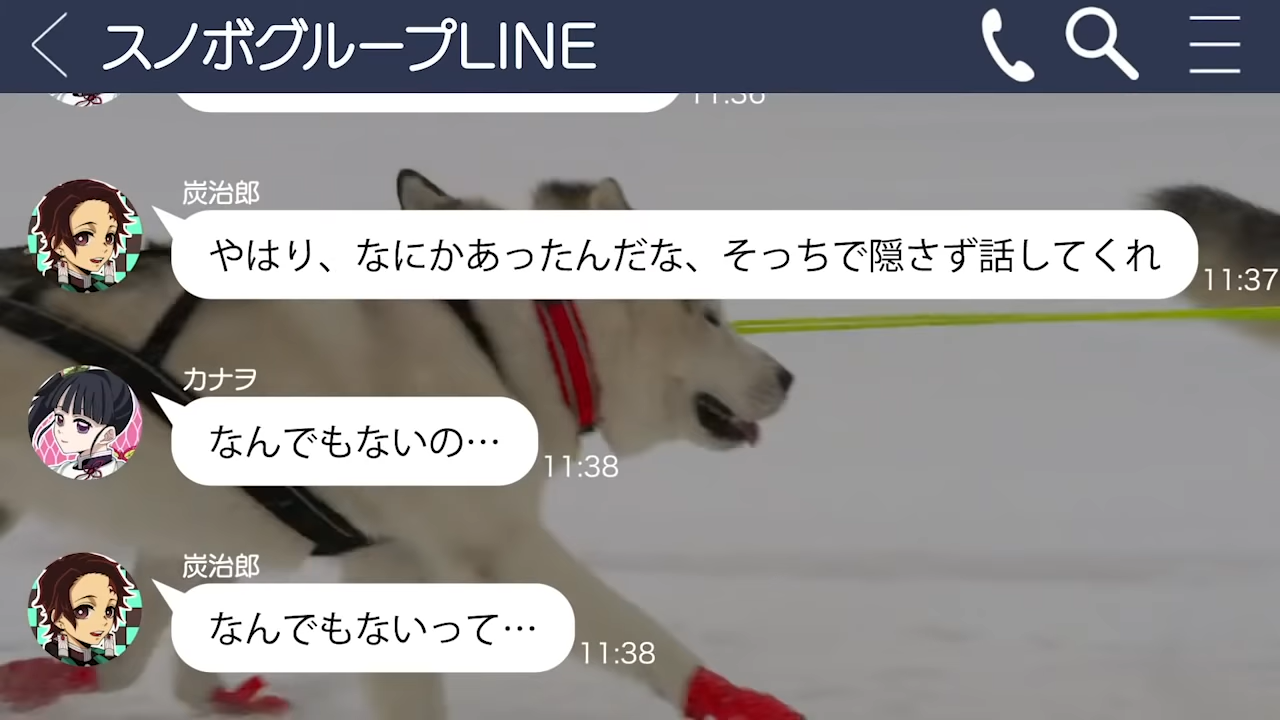 スノボグループLINE
11:36
炭治郎
やはり、なにかあったんだな、そっちで隠さず話してくれ
11:37
カナヲ
なんでもないの…
11:38
炭治郎
なんでもないって…
11:38